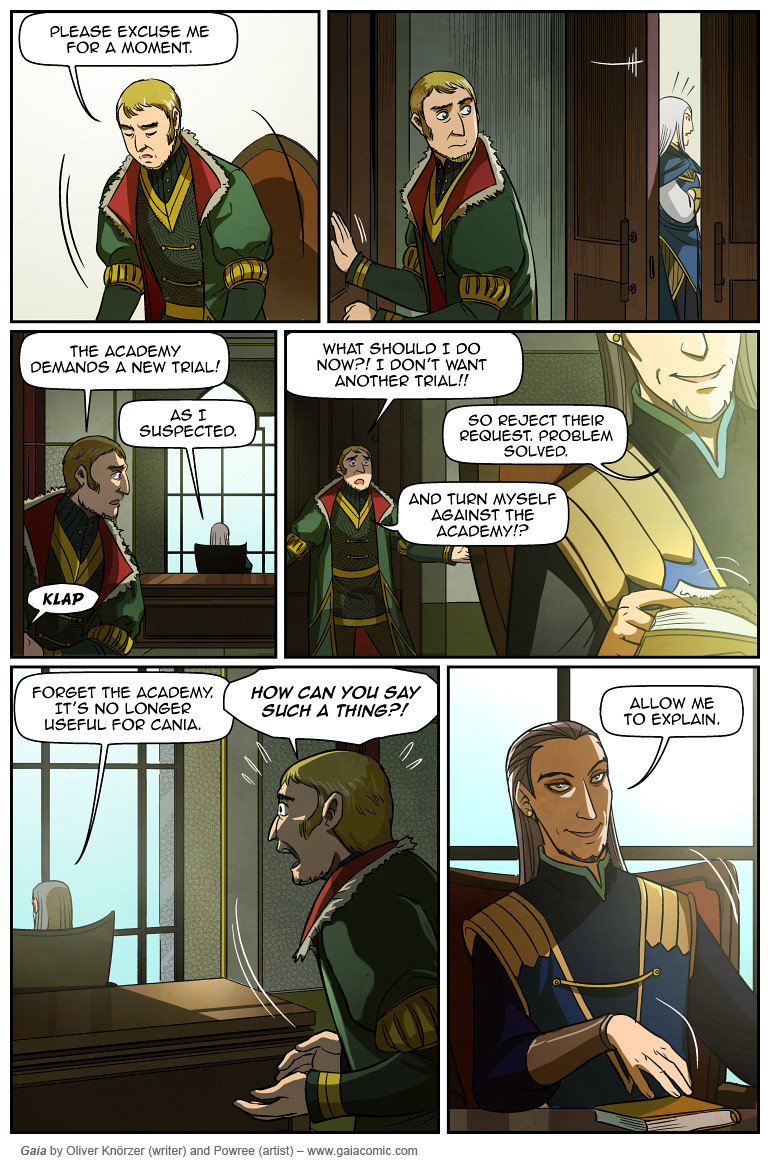 PLEASE EXCUSE ME
FOR A MOMENT.
THE ACADEMY
DEMANDS A NEW TRIAL!
AS I
SUSPECTED.
KLAP
WHAT SHOULD I DO
NOW?! I DON'T WANT
ANOTHER TRIAL!!
SO REJECT THEIR
REQUEST. PROBLEM
SOLVED.
AND TURN MYSELF
AGAINST THE
ACADEMY!?
FORGET THE ACADEMY.
IT'S NO LONGER
USEFUL FOR CANIA.
HOW CAN YOU SAY
SUCH A THING?!
ALLOW ME
TO EXPLAIN.
Gaia by Oliver Knörzer (writer) and Powree (artist) – www.gaiacomic.com